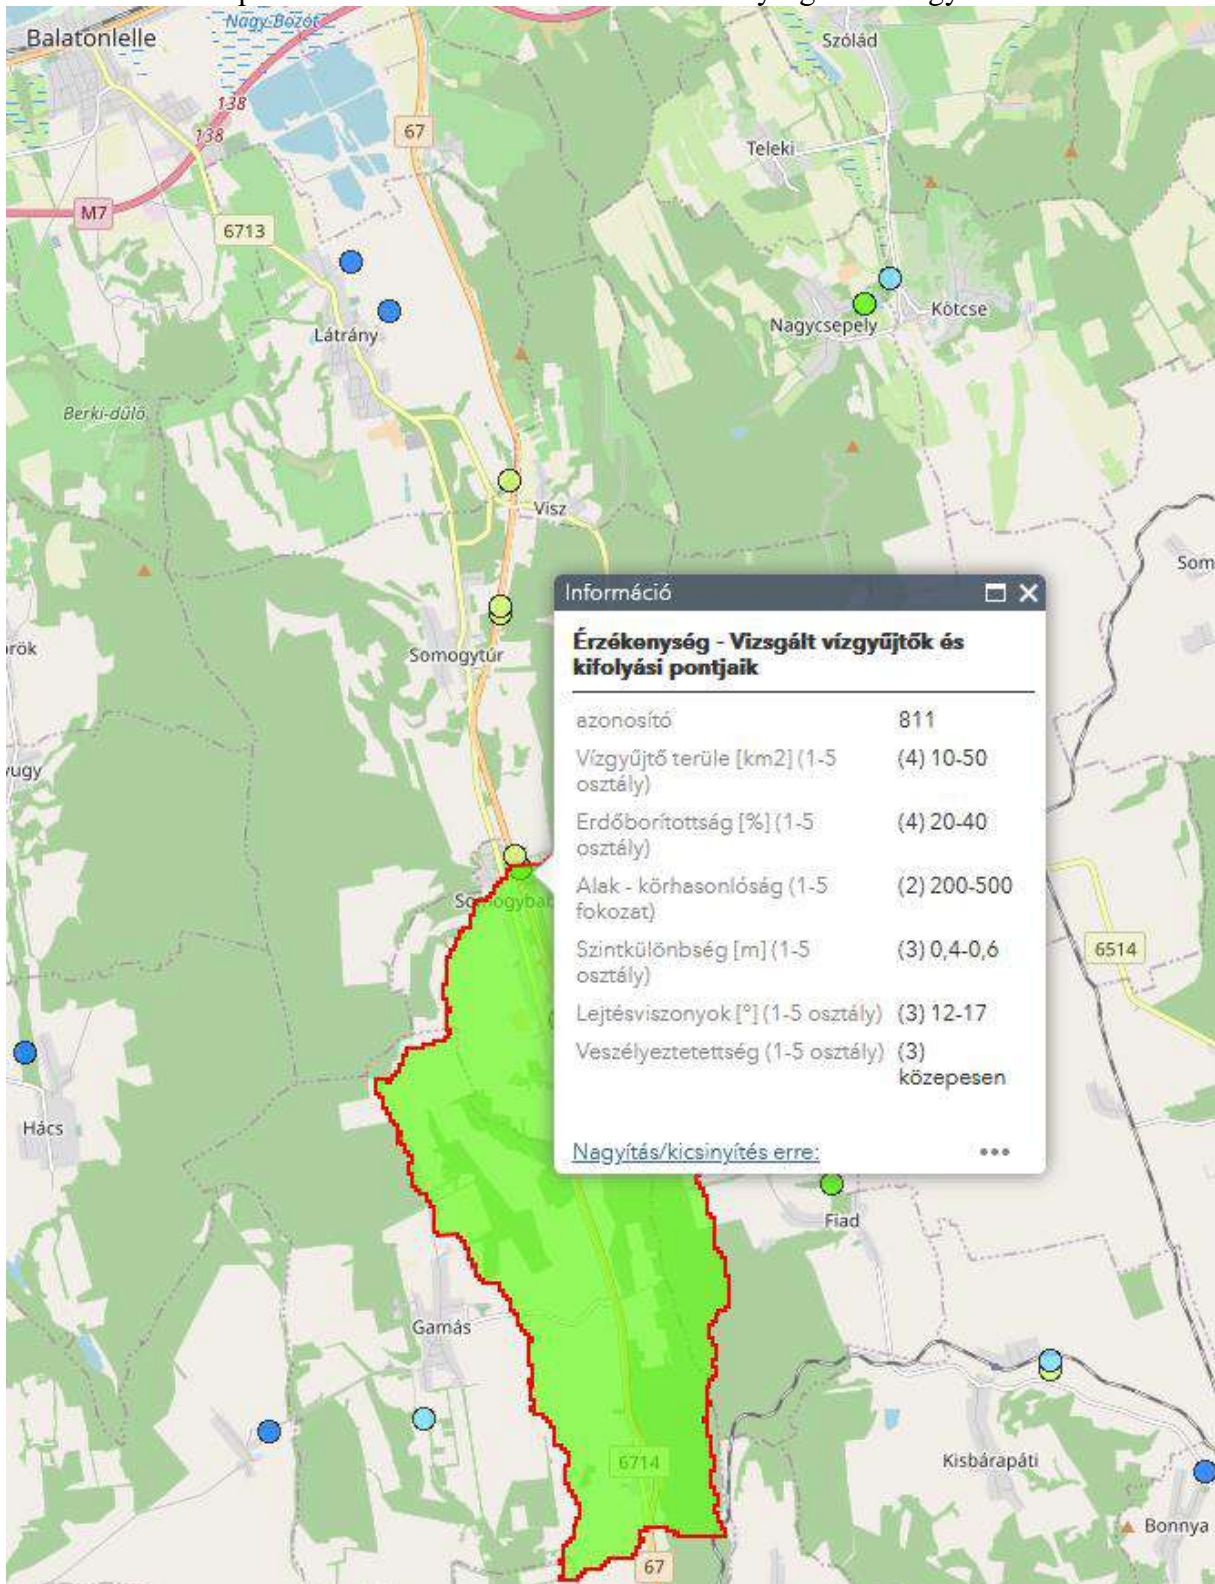 Nagy-Bozót
Balatonlelle
Szólád
138
138
67
Teleki
M7
6713
Látrány
Nagycsepely
Kötcse
Berki-dűlő
Visz
Som
Somogytúr
Információ
Érzékenység - Vizsgált vízgyűjtők és
kifolyási pontjaik
azonosító 811
Vízgyűjtő terüle [km2] (1-5 (4) 10-50
osztály)
Erdőborítottság [%] (1-5 (4) 20-40
osztály)
Alak - körhasonlóság (1-5 (2) 200-500
fokozat)
Szintkülönbség [m] (1-5 (3) 0,4-0,6
osztály)
Lejtésviszonyok [°] (1-5 osztály) (3) 12-17
Veszélyeztetettség (1-5 osztály) (3)
közepesen
Nagyítás/kicsinyítés erre:
6514
Hács
Fiad
Gamás
6714
Kisbárapáti
Bonnya
67